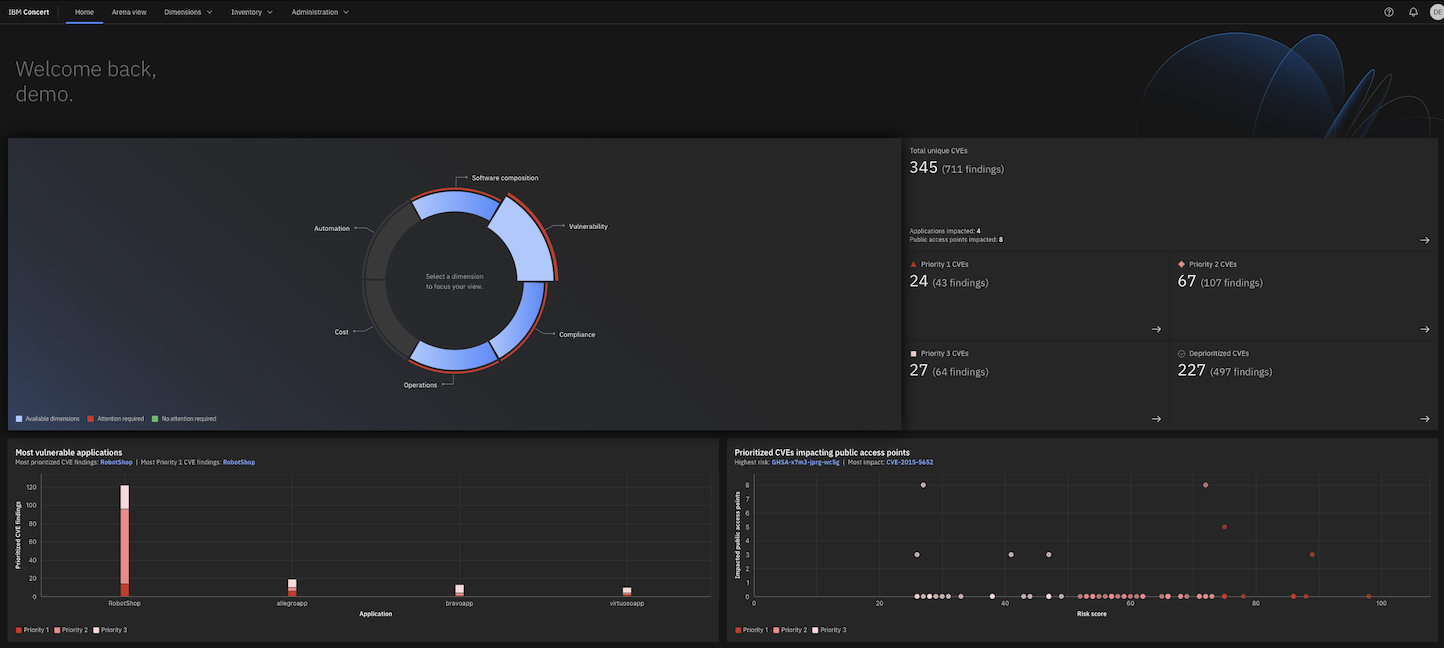 IBM Concert
Home
Arena view
Dimensions
Inventory
Administration
DE
Welcome back,
demo.
Software composition
Vulnerability
Automation
Select a dimension
to focus your view.
Cost
Compliance
Operations
Available dimensions
Attention required
No attention required
Total unique CVEs
345 (711 findings)
Applications impacted: 4
Public access points impacted: 8
Priority 1 CVEs
24 (43 findings)
Priority 2 CVEs
67 (107 findings)
Priority 3 CVEs
27 (64 findings)
Deprioritized CVEs
227 (497 findings)
Most vulnerable applications
Most prioritized CVE findings: RobotShop | Most Priority 1 CVE findings: RobotShop
Prioritized CVE findings
120
100
80
60
40
20
0
RobotShop
allegroapp
bravoapp
virtuosoapp
Application
Priority 1
Priority 2
Priority 3
Prioritized CVEs impacting public access points
Highest risk: GHSA-x7m3-jprg-wc5g | Most impact: CVE-2015-5652
Impacted public access points
8
7
6
5
4
3
2
1
0
0
20
40
60
80
100
Risk score
Priority 1
Priority 2
Priority 3